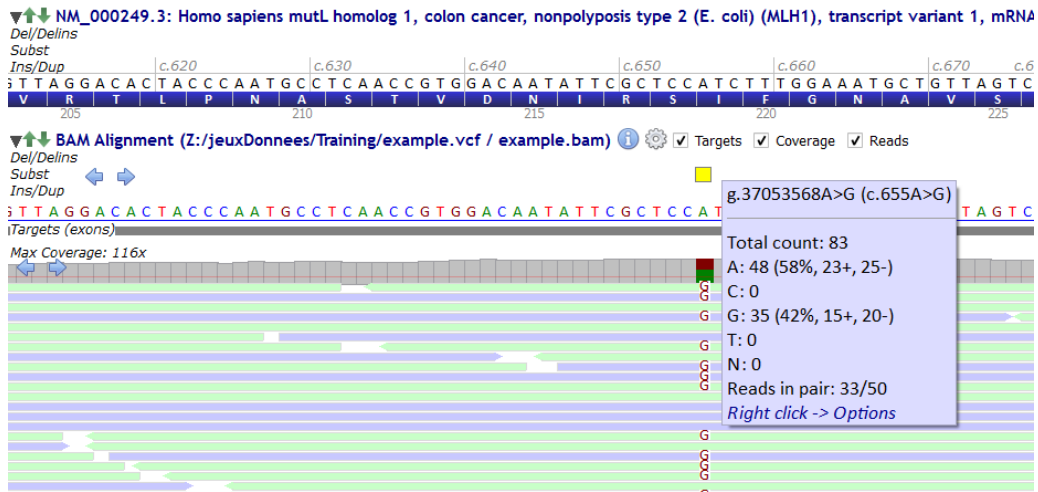 NM_000249.3: Homo sapiens mutL homolog 1, colon cancer, nonpolyposis type 2 (E. coli) (MLH1), transcript variant 1, mRNA
Del/Delins
Subst
Ins/Dup
c.620 c.630 c.640 c.650 c.660 c.670 c.6
G T T A G G A C A C T A C C C A A T G C C T C A A C C G T G G A C A A T A T T C G C T C C A T C T T T G G A A A T G C T G T T A G T C
V R T L P N A S T V D N I R S I F G N A V S
205 210 215 220 225
BAM Alignment (Z:/jeuxDonnees/Training/example.vcf / example.bam) i Targets Coverage Reads
Del/Delins
Subst
Ins/Dup
G T T A G G A C A C T A C C C A A T G C C T C A A C C G T G G A C A A T A T T C G C T C C A T T A G T C
Targets (exons)
Max Coverage: 116x
g.37053568A>G (c.655A>G)
Total count: 83
A: 48 (58%, 23+, 25-)
C: 0
G: 35 (42%, 15+, 20-)
T: 0
N: 0
Reads in pair: 33/50
Right click -> Options
G
G
G
G
G
G
G
G
G
G
G